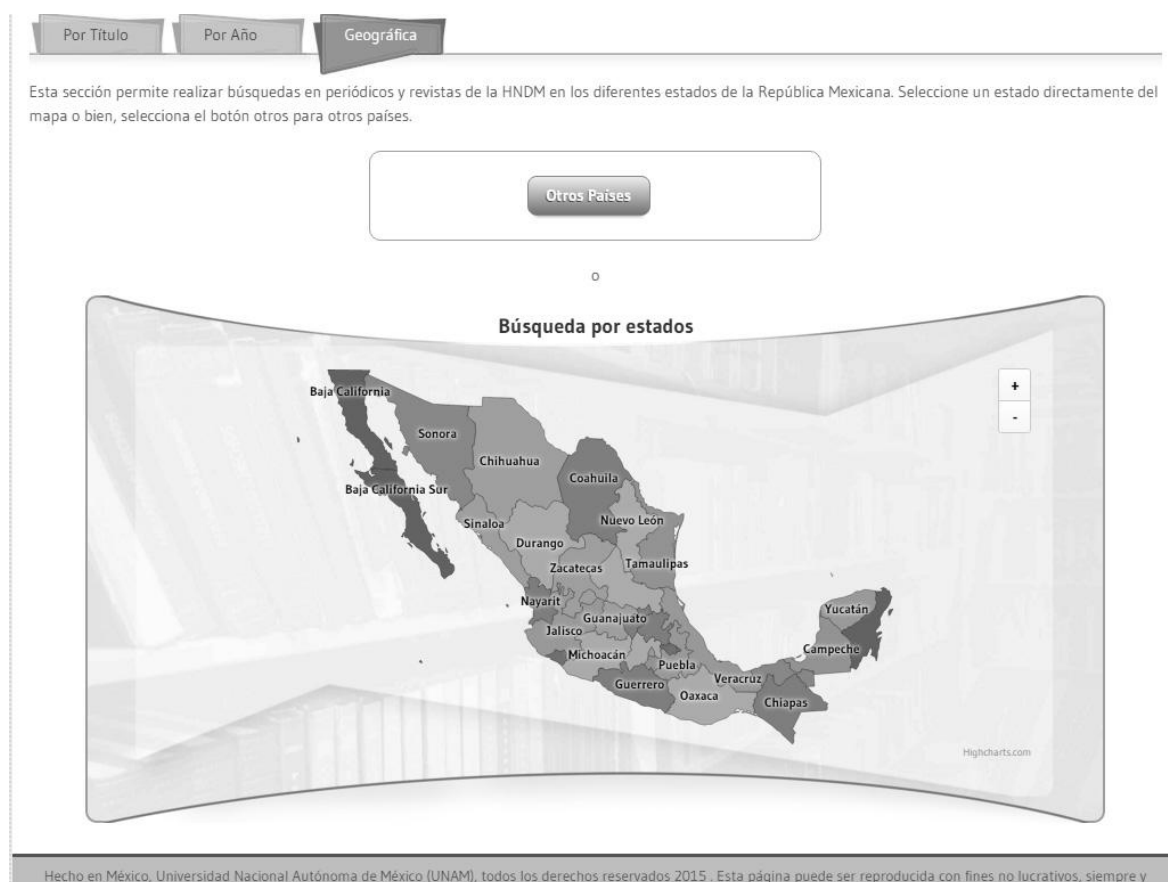 Por Título
Por Año
Geográfica
Esta sección permite realizar búsquedas en periódicos y revistas de la HNDM en los diferentes estados de la República Mexicana. Seleccione un estado directamente del
mapa o bien, selecciona el botón otros para otros países.
Otros Países
o
Búsqueda por estados
+
-
Baja California
Sonora
Chihuahua
Coahuila
Baja California Sur
Sinaloa
Nuevo León
Durango
Zacatecas
Tamaulipas
Nayarit
Guanajuato
Yucatán
Jalisco
Michoacán
Campeche
Puebla
Veracruz
Guerrero
Oaxaca
Chiapas
Highcharts.com
Hecho en México, Universidad Nacional Autónoma de México (UNAM), todos los derechos reservados 2015 . Esta página puede ser reproducida con fines no lucrativos, siempre y